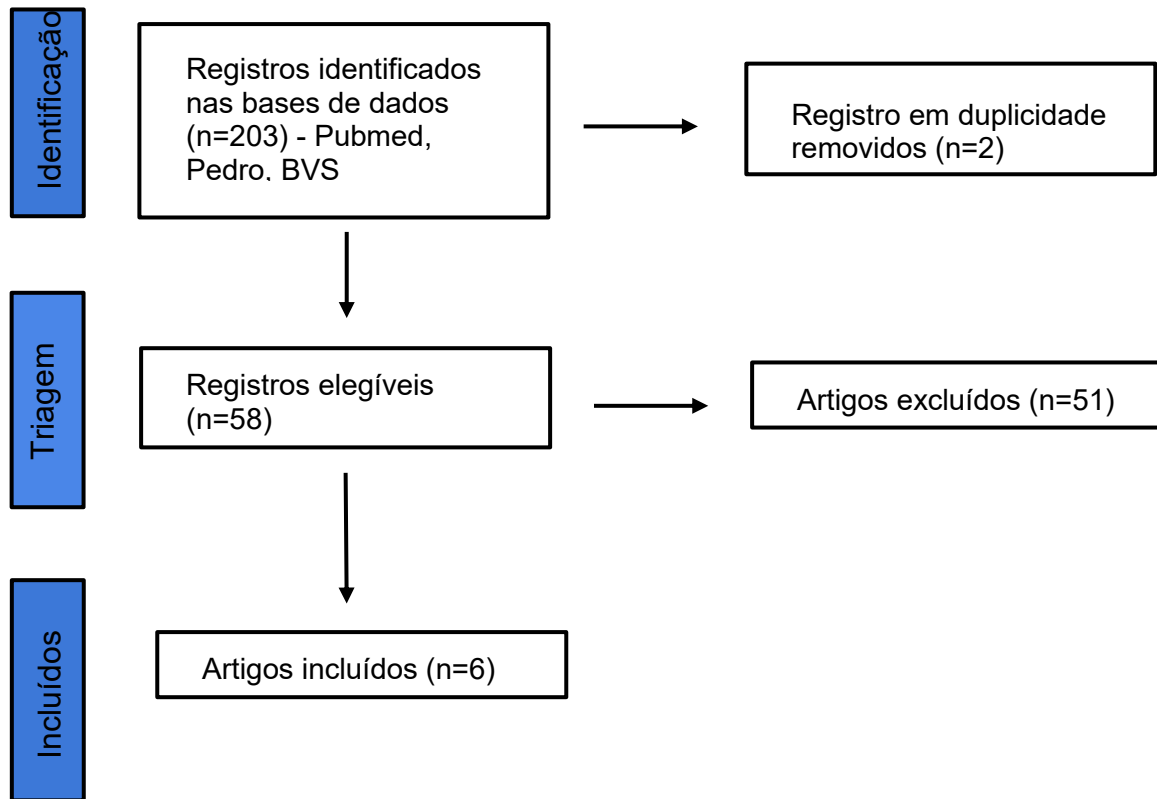 Identificação
Registros identificados
nas bases de dados
(n=203) - Pubmed,
Pedro, BVS
Registro em duplicidade
removidos (n=2)
Triagem
Registros elegíveis
(n=58)
Artigos excluídos (n=51)
Incluídos
Artigos incluídos (n=6)